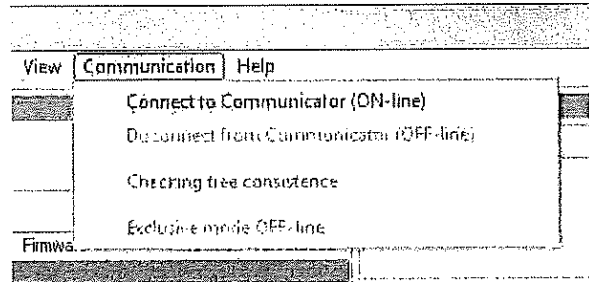 View Communication Help
Connect to Communicator (ON-line)
Disconnect from Communicator (OFF-line)
Checking tree consistence
Exclusive mode OFF-line
Firmwa